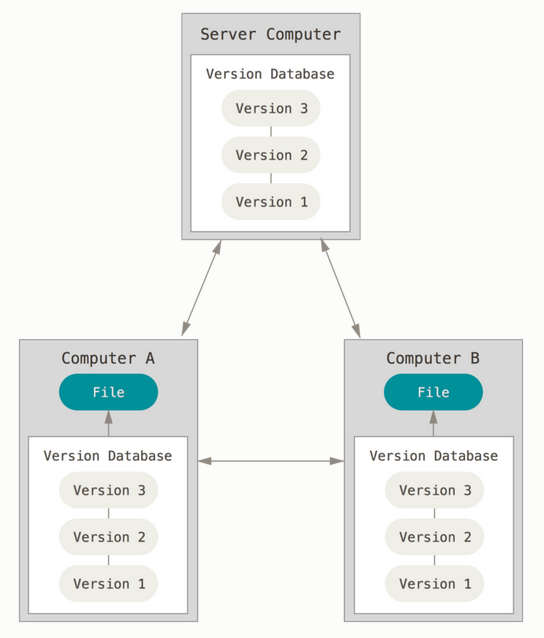 Server Computer
Version Database
Version 3
Version 2
Version 1
Computer A
File
Version Database
Version 3
Version 2
Version 1
Computer B
File
Version Database
Version 3
Version 2
Version 1